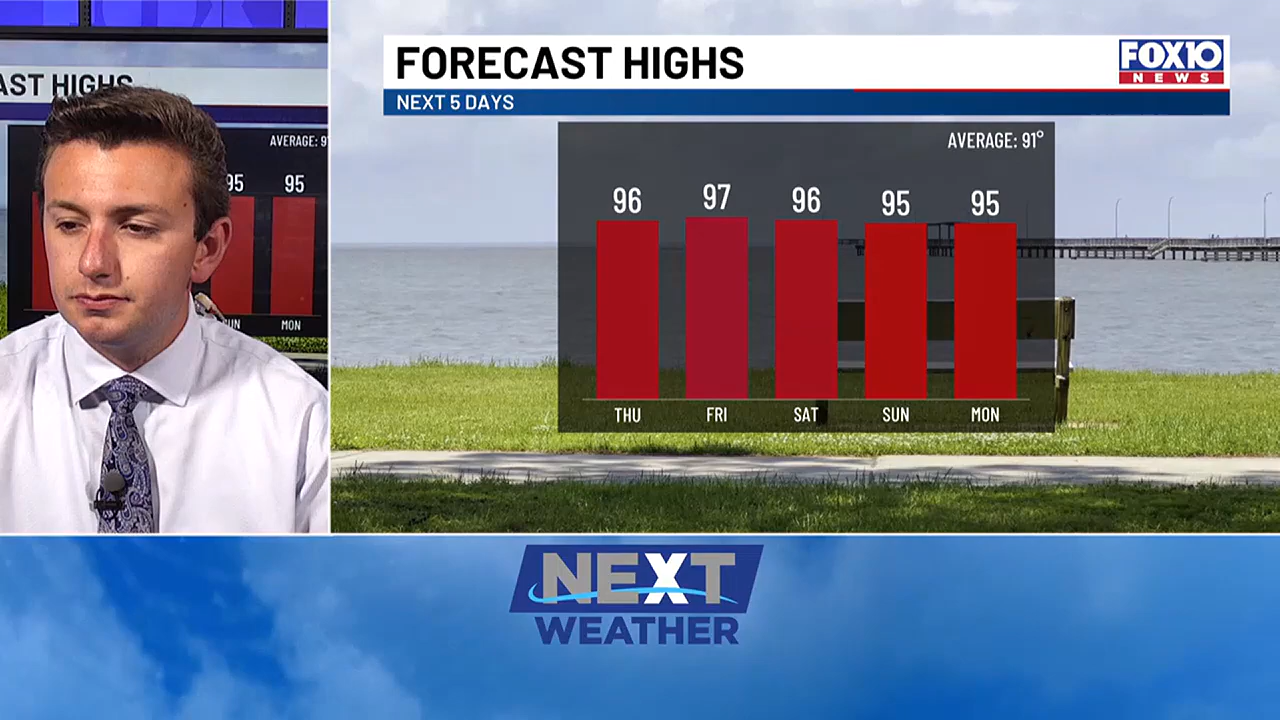 AST HIGHS
AVERAGE: 9
95
95
UN
MON
FORECAST HIGHS
NEXT 5 DAYS
FOX10
NEWS
AVERAGE: 91°
96 97 96 95 95
THU FRI SAT SUN MON
NEXT
WEATHER